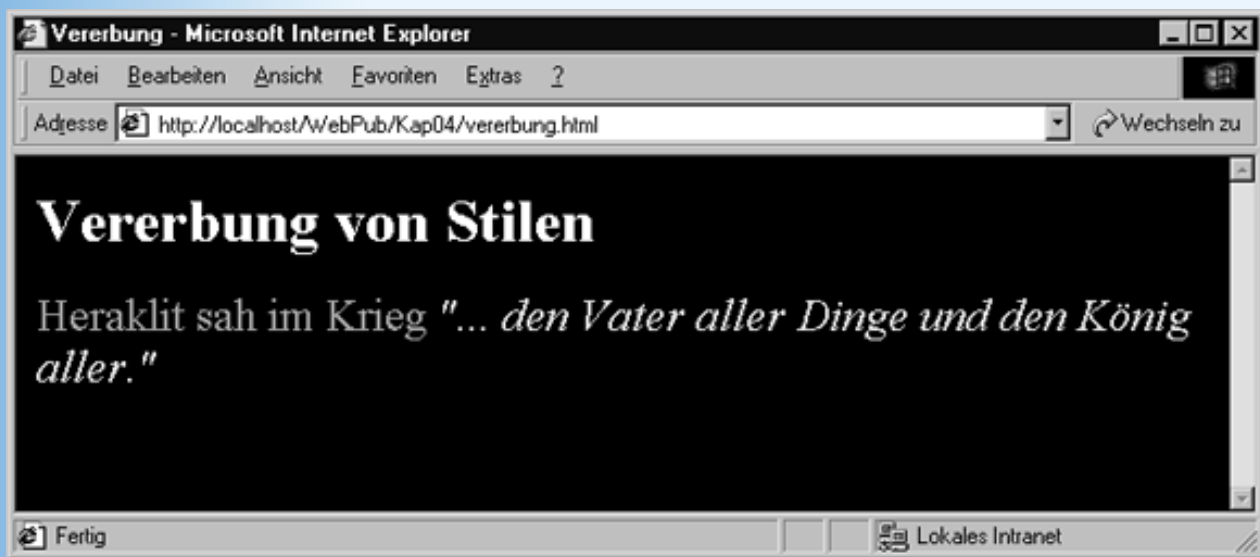 Vererbung - Microsoft Internet Explorer
Datei Bearbeiten Ansicht Favoriten Extras ?
Adresse http://localhost/WebPub/Kap04/vererbung.html Wechseln zu
Vererbung von Stilen
Heraklit sah im Krieg "... den Vater aller Dinge und den König
aller."
Fertig Lokales Intranet